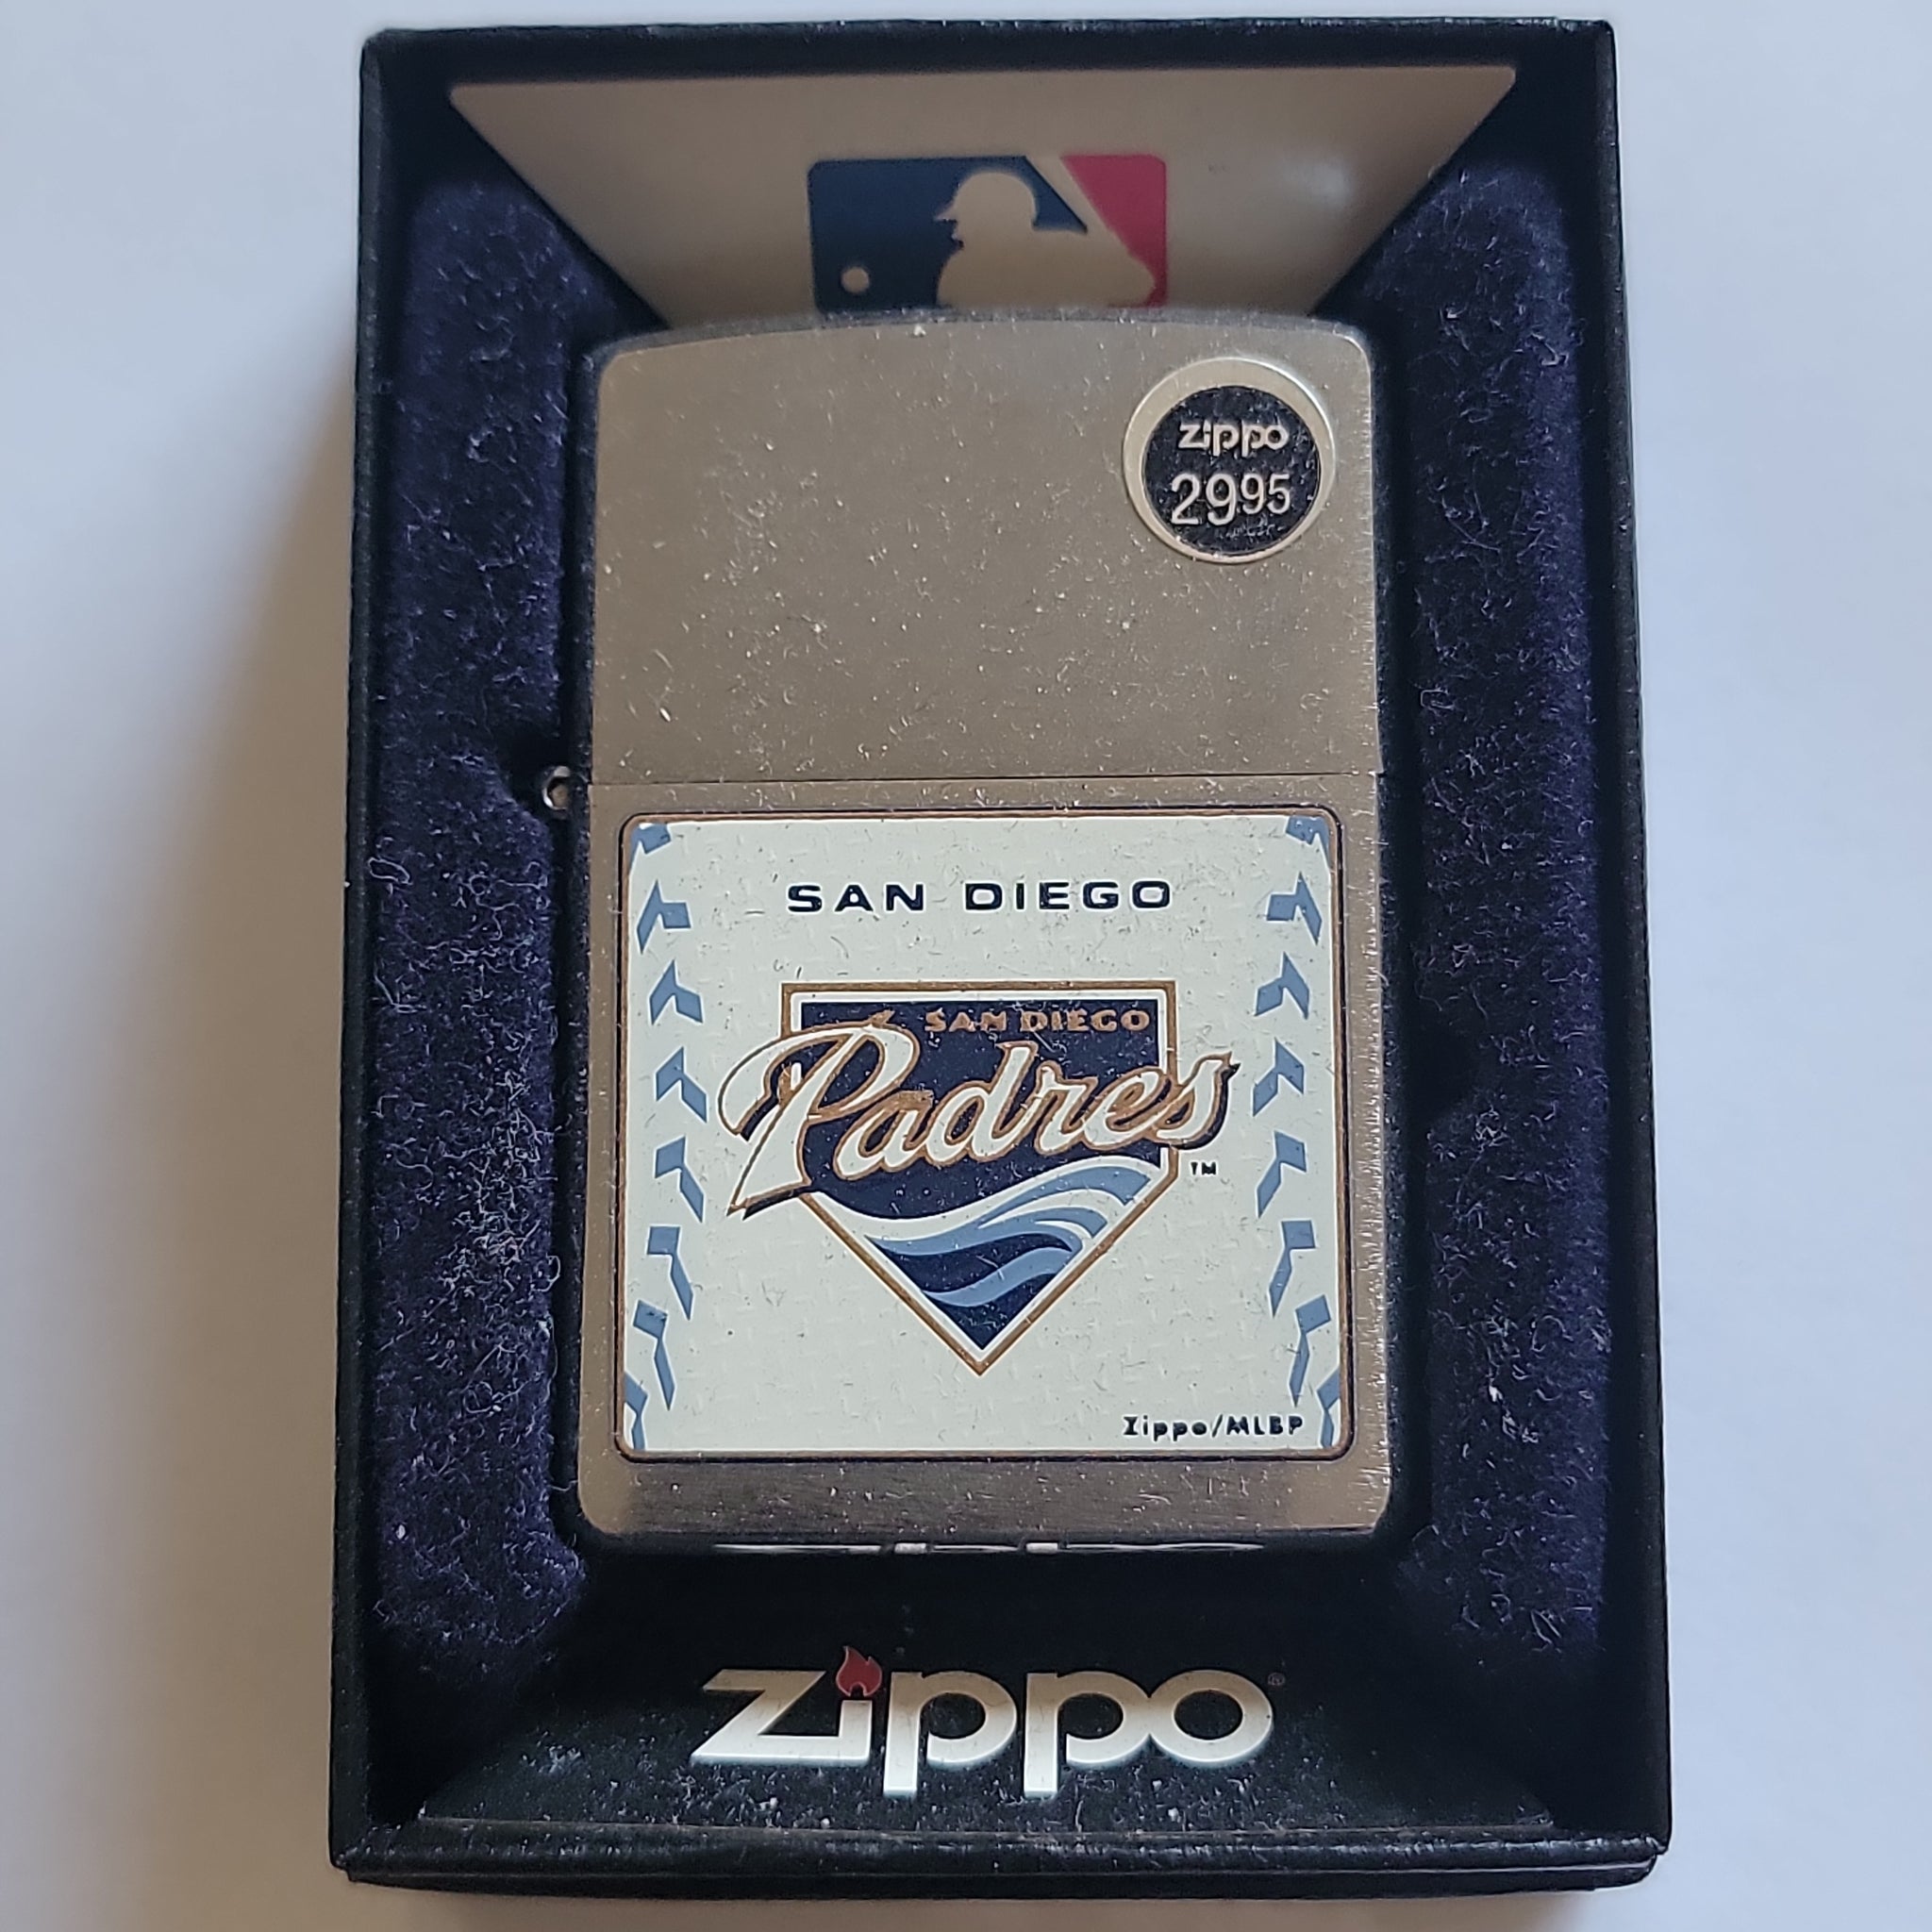 zippo
2995
SAN DIEGO
SAN DIEGO
Padres
TM
Zippo/MLBP
zippo®